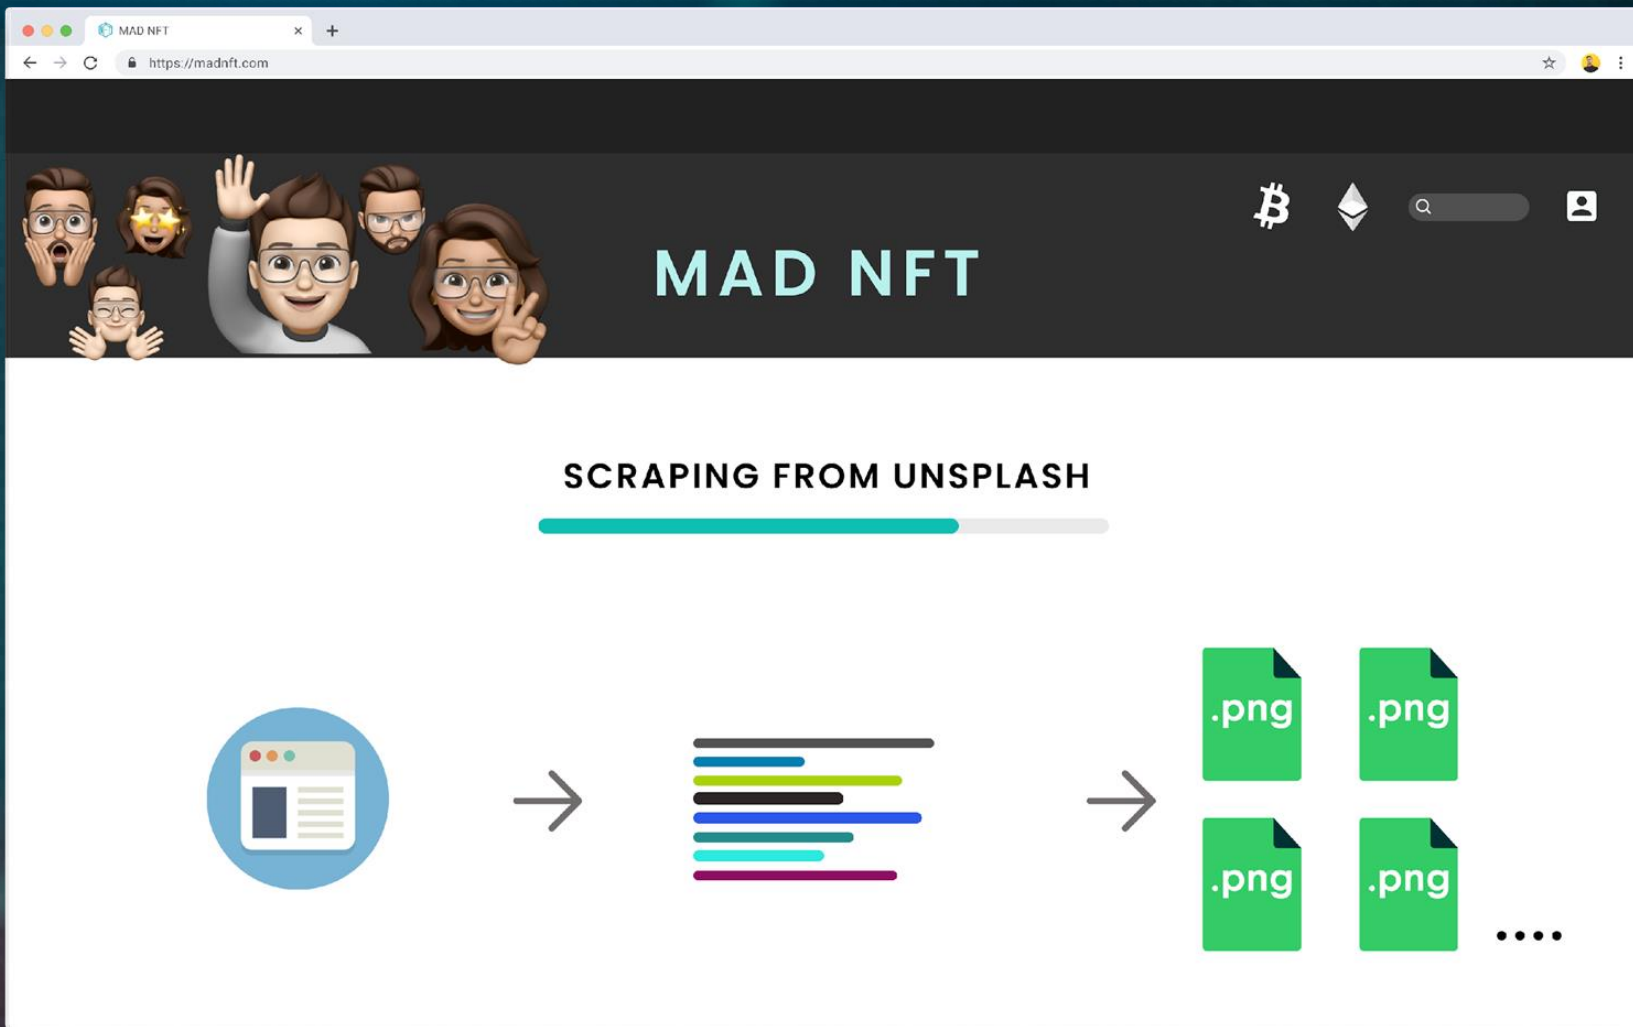 MAD NFT
https://madnft.com
MAD NFT
SCRAPING FROM UNSPLASH
.png
.png
.png
.png
....